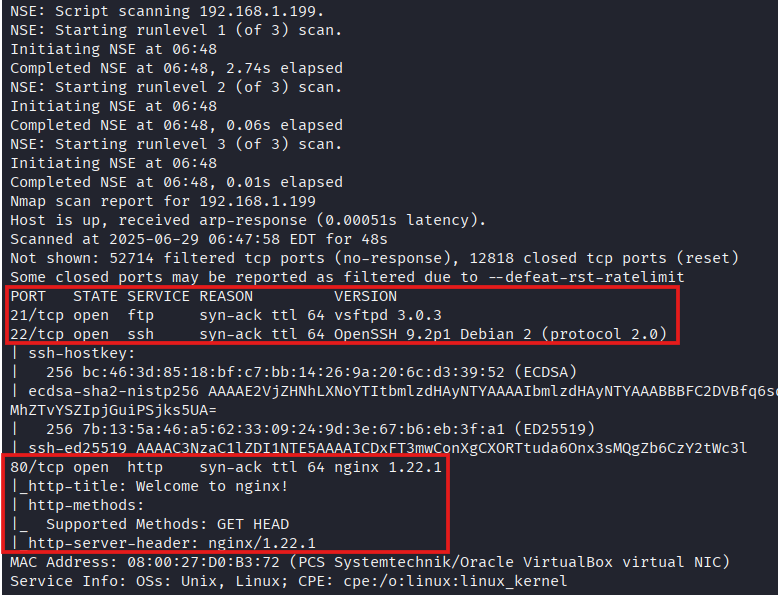 NSE: Script scanning 192.168.1.199.
NSE: Starting runlevel 1 (of 3) scan.
Initiating NSE at 06:48
Completed NSE at 06:48, 2.74s elapsed
NSE: Starting runlevel 2 (of 3) scan.
Initiating NSE at 06:48
Completed NSE at 06:48, 0.06s elapsed
NSE: Starting runlevel 3 (of 3) scan.
Initiating NSE at 06:48
Completed NSE at 06:48, 0.01s elapsed
Nmap scan report for 192.168.1.199
Host is up, received arp-response (0.00051s latency).
Scanned at 2025-06-29 06:47:58 EDT for 48s
Not shown: 52714 filtered tcp ports (no-response), 12818 closed tcp ports (reset)
Some closed ports may be reported as filtered due to --defeat-rst-ratelimit
PORT   STATE SERVICE REASON         VERSION
21/tcp open  ftp     syn-ack ttl 64 vsftpd 3.0.3
22/tcp open  ssh     syn-ack ttl 64 OpenSSH 9.2p1 Debian 2 (protocol 2.0)
| ssh-hostkey:
|   256 bc:46:3d:85:18:bf:c7:bb:14:26:9a:20:6c:d3:39:52 (ECDSA)
| ecdsa-sha2-nistp256 AAAAE2VjZHNhLXNoYTItbmlzdHAyNTYAAAAIbmlzdHAyNTYAAABBBFC2DVBfq6s
MhZTvYSZIpjGuiPSjks5UA=
|   256 7b:13:5a:46:a5:62:33:09:24:9d:3e:67:b6:eb:3f:a1 (ED25519)
|_ssh-ed25519 AAAAC3NzaC1lZDI1NTE5AAAAICDxFT3mwConXgCXORTtuda6Onx3sMQgZb6CzY2tWc3l
80/tcp open  http    syn-ack ttl 64 nginx 1.22.1
|_http-title: Welcome to nginx!
| http-methods:
|_  Supported Methods: GET HEAD
|_http-server-header: nginx/1.22.1
MAC Address: 08:00:27:D0:B3:72 (PCS Systemtechnik/Oracle VirtualBox virtual NIC)
Service Info: OSs: Unix, Linux; CPE: cpe:/o:linux:linux_kernel